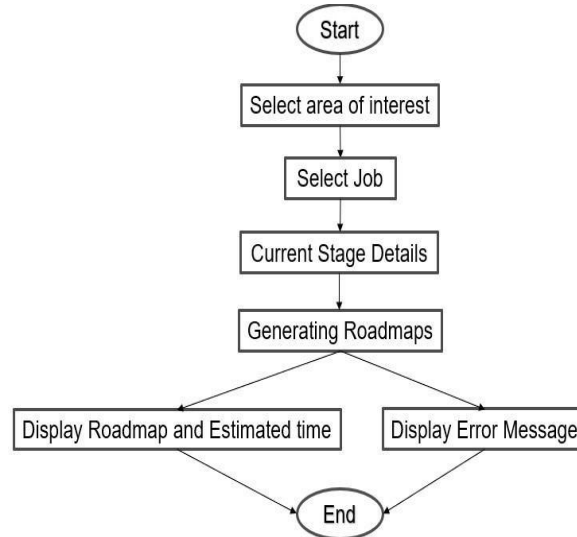 Start
Select area of interest
Select Job
Current Stage Details
Generating Roadmaps
Display Roadmap and Estimated time
Display Error Message
End